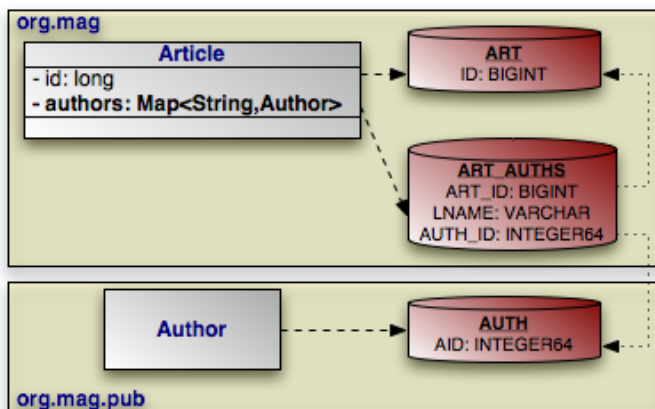 org.mag
Article
- id: long
- authors: Map<String,Author>
ART
ID: BIGINT
ART_AUTHS
ART_ID: BIGINT
LNAME: VARCHAR
AUTH_ID: INTEGER64
Author
AUTH
AID: INTEGER64
org.mag.pub